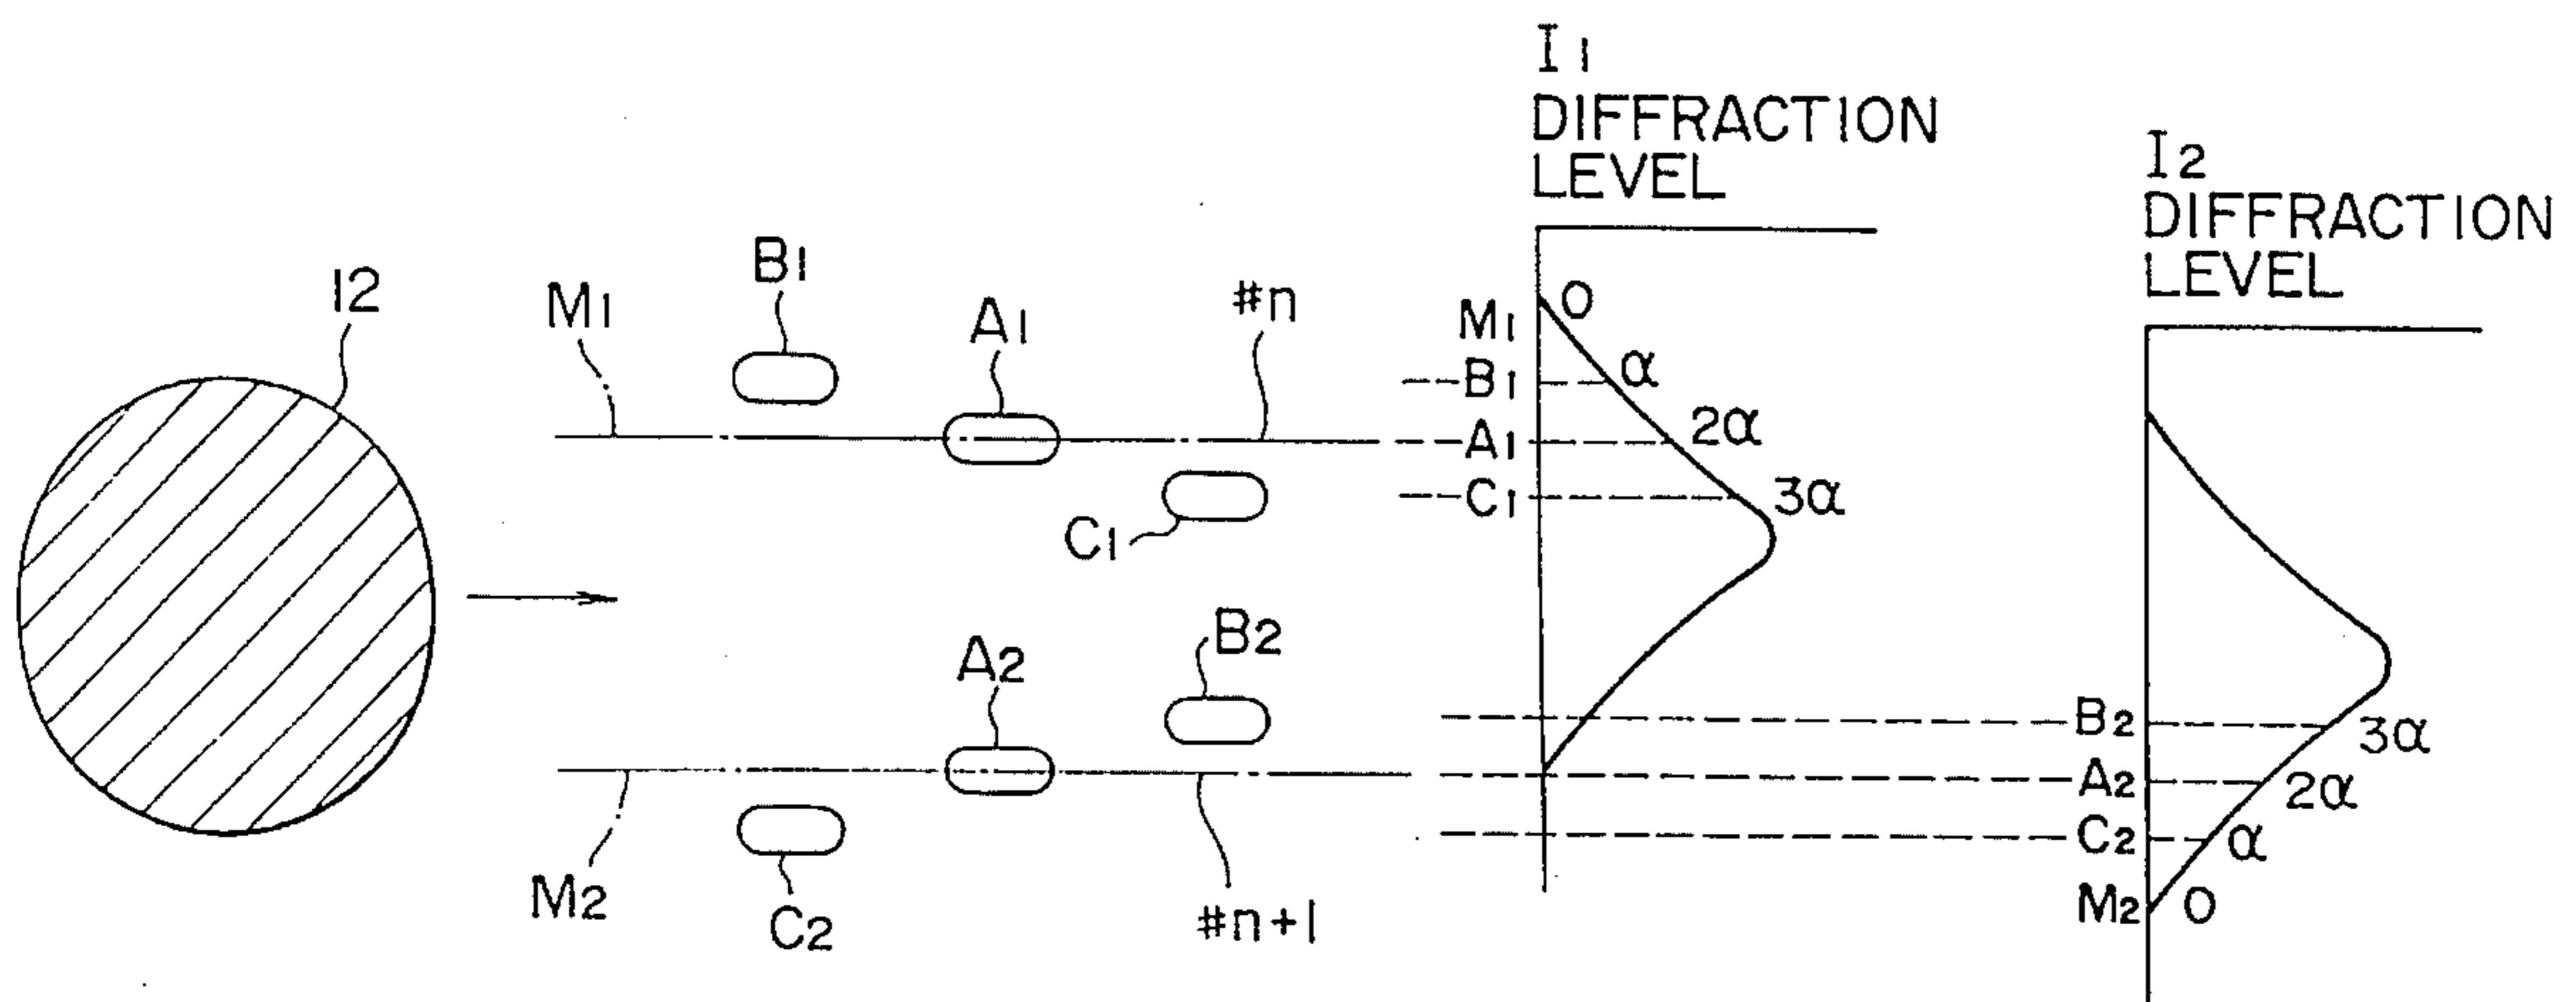 I1
DIFFRACTION
LEVEL
I2
DIFFRACTION
LEVEL
12
M1
B1
A1
#n
C1
M1
0
B1
α
A1
2α
C1
3α
A2
B2
M2
C2
#n+1
B2
3α
A2
2α
C2
α
M2
0